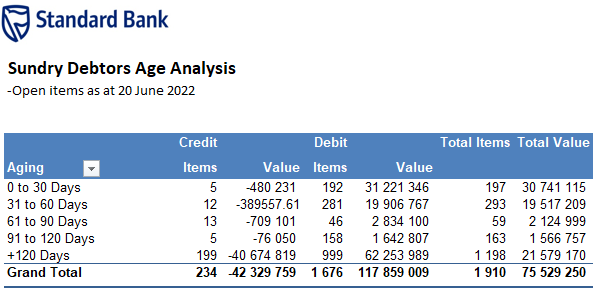 Standard Bank
Sundry Debtors Age Analysis
-Open items as at 20 June 2022
Credit Debit Total Items Total Value
Aging Items Value Items Value
0 to 30 Days 5 -480 231 192 31 221 346 197 30 741 115
31 to 60 Days 12 -389557.61 281 19 906 767 293 19 517 209
61 to 90 Days 13 -709 101 46 2 834 100 59 2 124 999
91 to 120 Days 5 -76 050 158 1 642 807 163 1 566 757
+120 Days 199 -40 674 819 999 62 253 989 1 198 21 579 170
Grand Total 234 -42 329 759 1 676 117 859 009 1 910 75 529 250